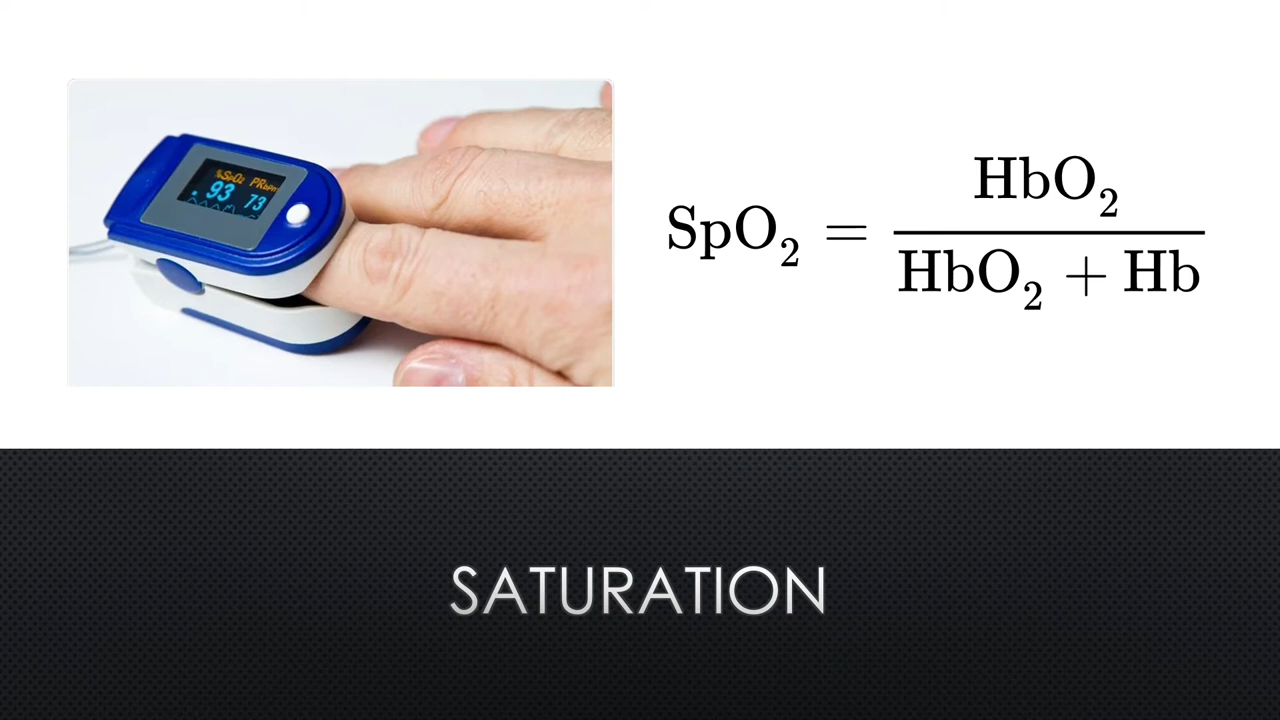 %SpO2 PRbpm
93 73
SpO₂ = HbO₂ / (HbO₂ + Hb)
SATURATION